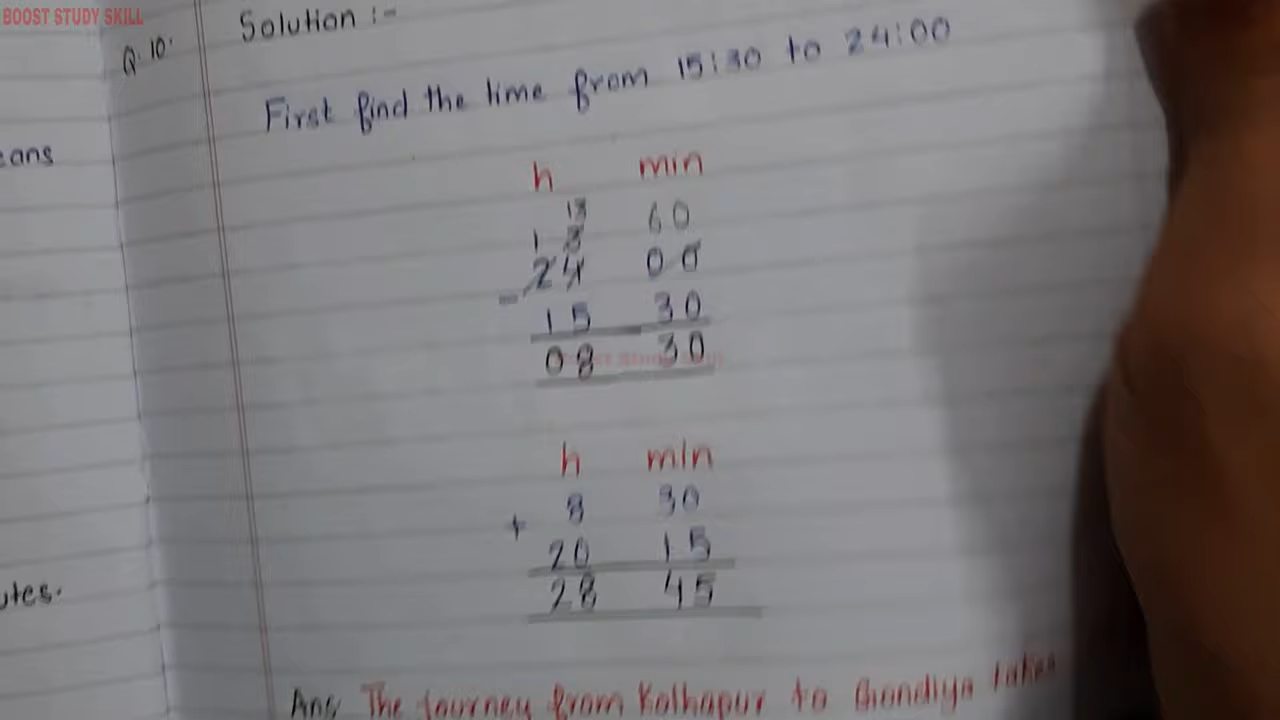 BOOST STUDY SKILL
Q.10.
Solution :-
First find the time from 15:30 to 24:00
eans
h min
13 60
1 3
24 00
- 15 30
08 30
h min
8 30
+ 20 15
28 45
utes.
Ans The journey from Kolhapur to Gondiya takes